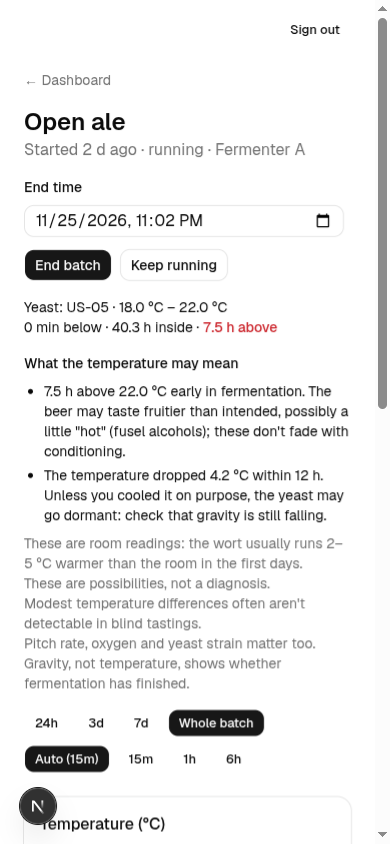 Sign out
← Dashboard
Open ale
Started 2 d ago · running · Fermenter A
End time
11/25/2026, 11:02 PM
End batch
Keep running
Yeast: US-05 · 18.0 °C – 22.0 °C
0 min below · 40.3 h inside · 7.5 h above
What the temperature may mean
• 7.5 h above 22.0 °C early in fermentation. The
beer may taste fruitier than intended, possibly a
little "hot" (fusel alcohols); these don't fade with
conditioning.
• The temperature dropped 4.2 °C within 12 h.
Unless you cooled it on purpose, the yeast may
go dormant: check that gravity is still falling.
These are room readings: the wort usually runs 2–
5 °C warmer than the room in the first days.
These are possibilities, not a diagnosis.
Modest temperature differences often aren't
detectable in blind tastings.
Pitch rate, oxygen and yeast strain matter too.
Gravity, not temperature, shows whether
fermentation has finished.
24h 3d 7d Whole batch
Auto (15m) 15m 1h 6h
N
Temperature (°C)